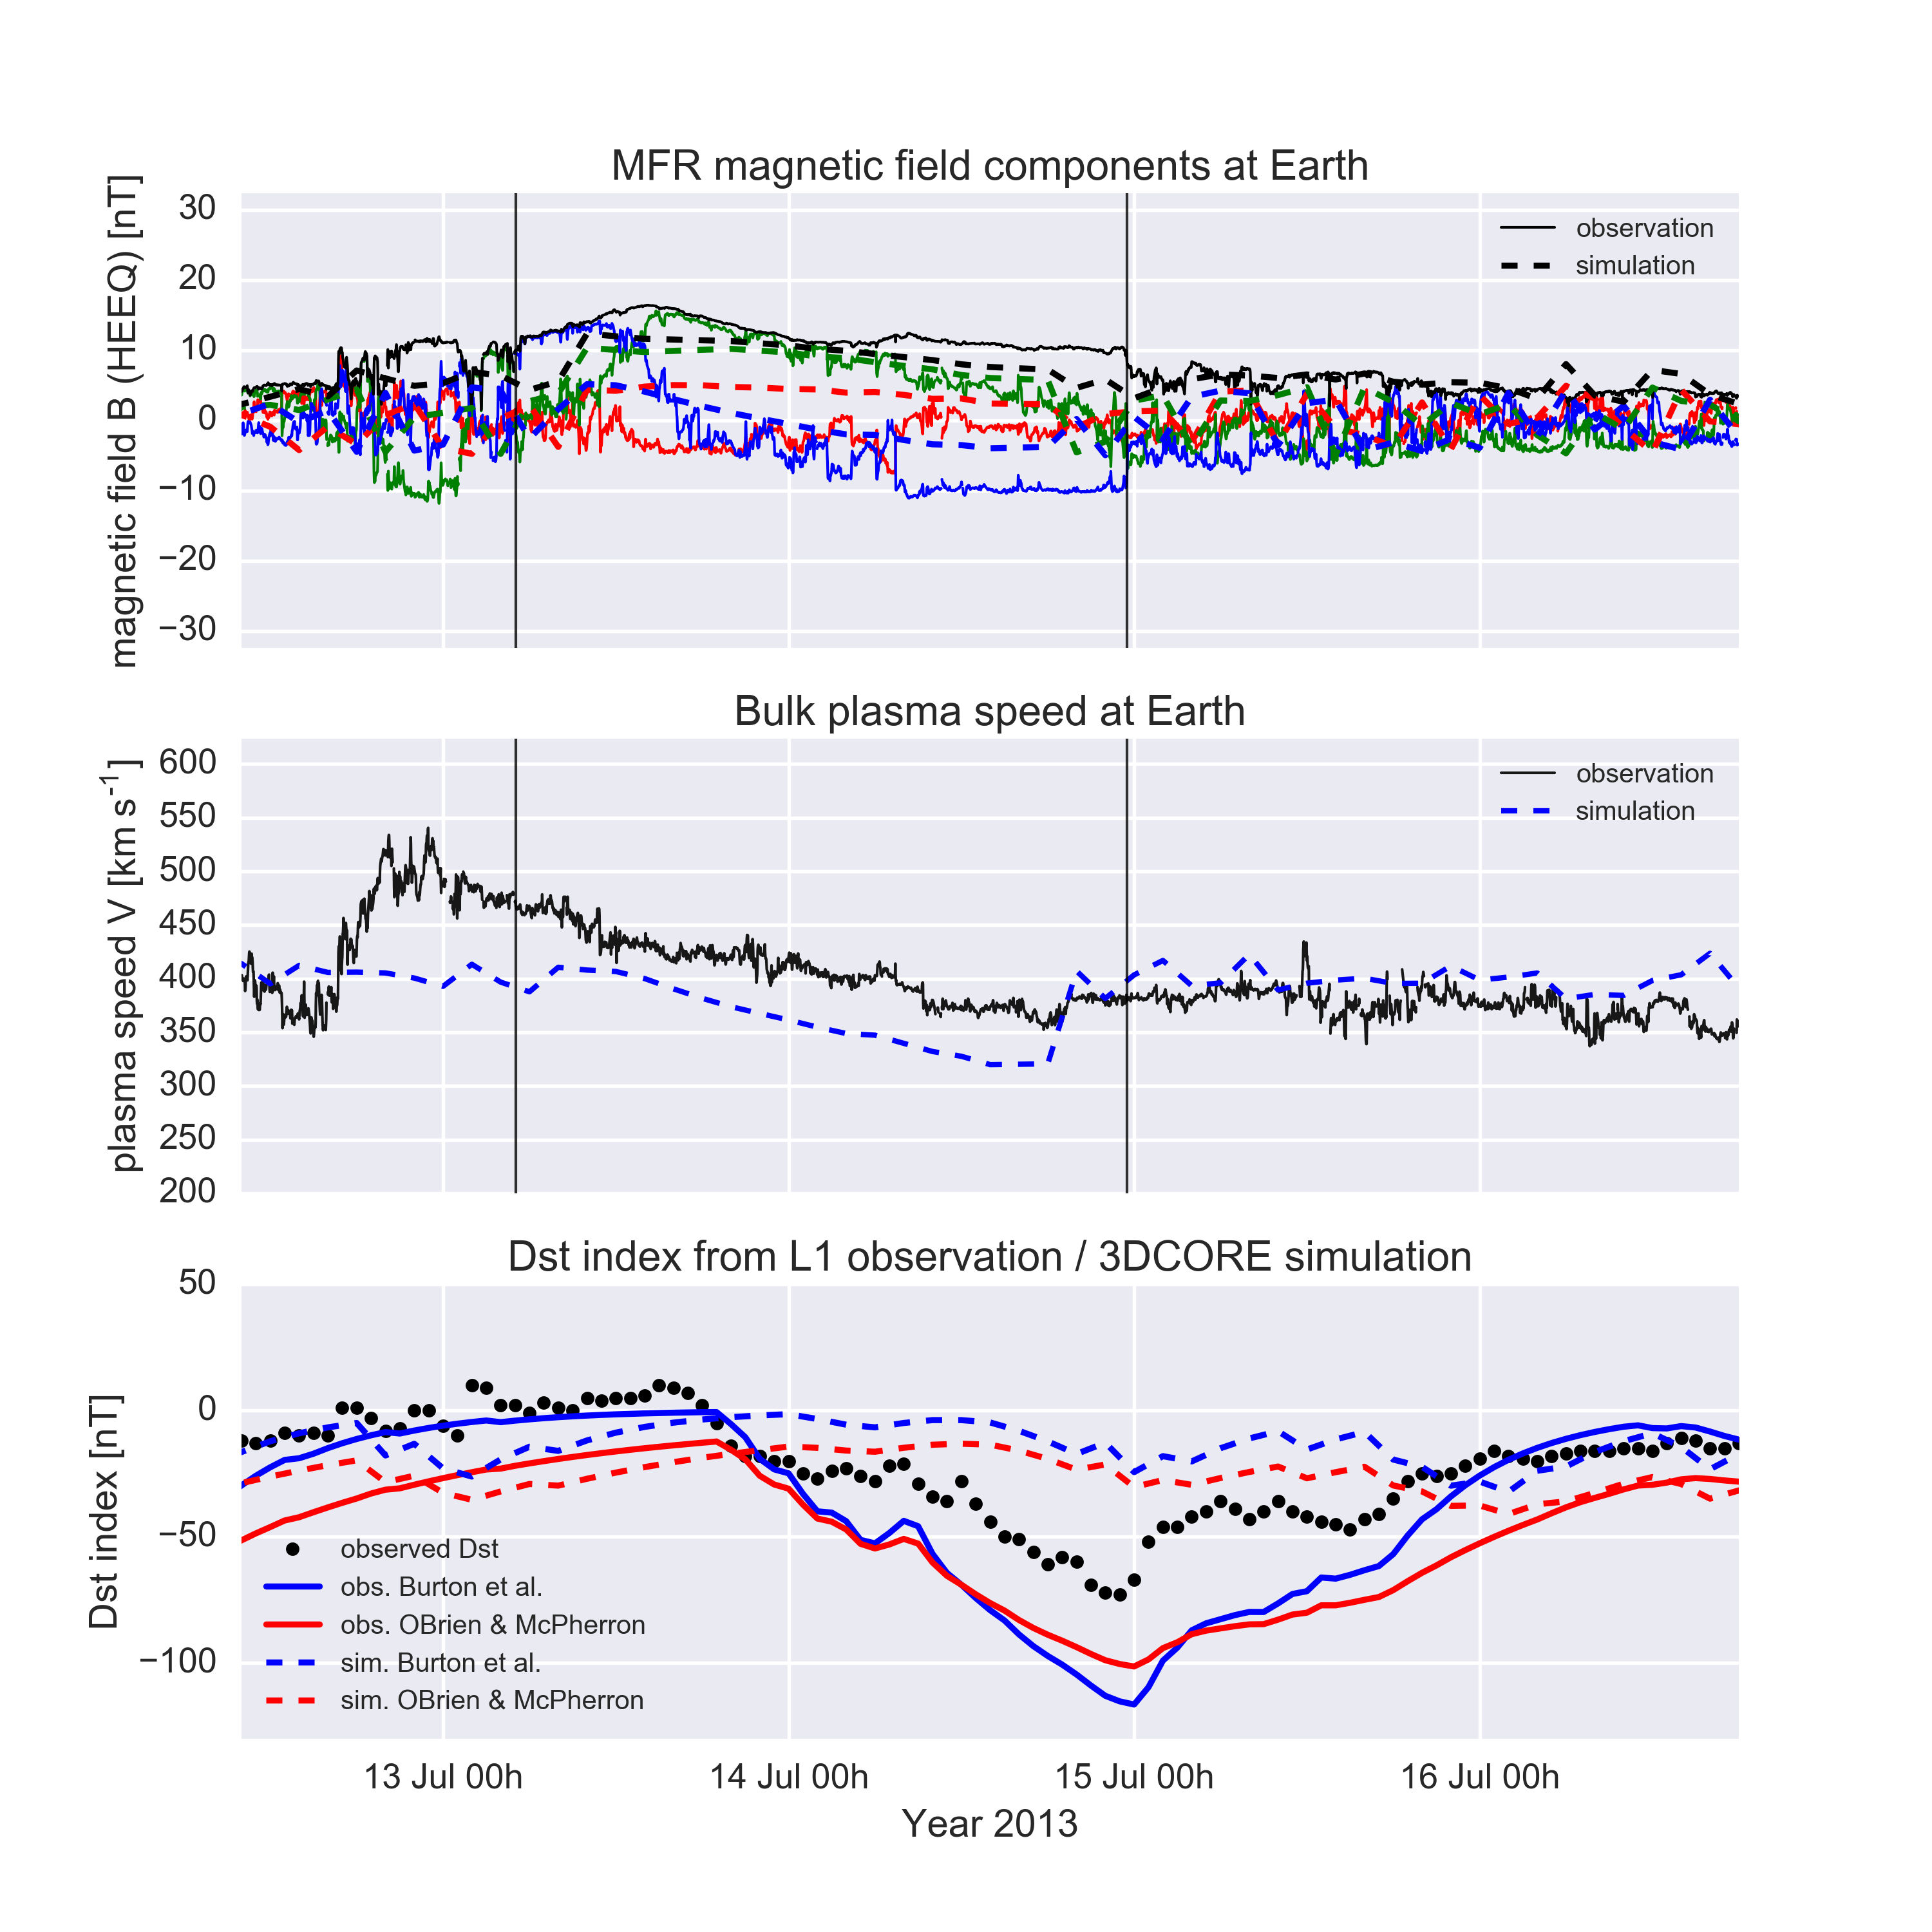 MFR magnetic field components at Earth
magnetic field B (HEEQ) [nT]
30
20
10
0
−10
−20
−30
observation
simulation
Bulk plasma speed at Earth
plasma speed V [km s⁻¹]
600
550
500
450
400
350
300
250
200
observation
simulation
Dst index from L1 observation / 3DCORE simulation
Dst index [nT]
50
0
−50
−100
observed Dst
obs. Burton et al.
obs. OBrien & McPherron
sim. Burton et al.
sim. OBrien & McPherron
13 Jul 00h
14 Jul 00h
15 Jul 00h
16 Jul 00h
Year 2013